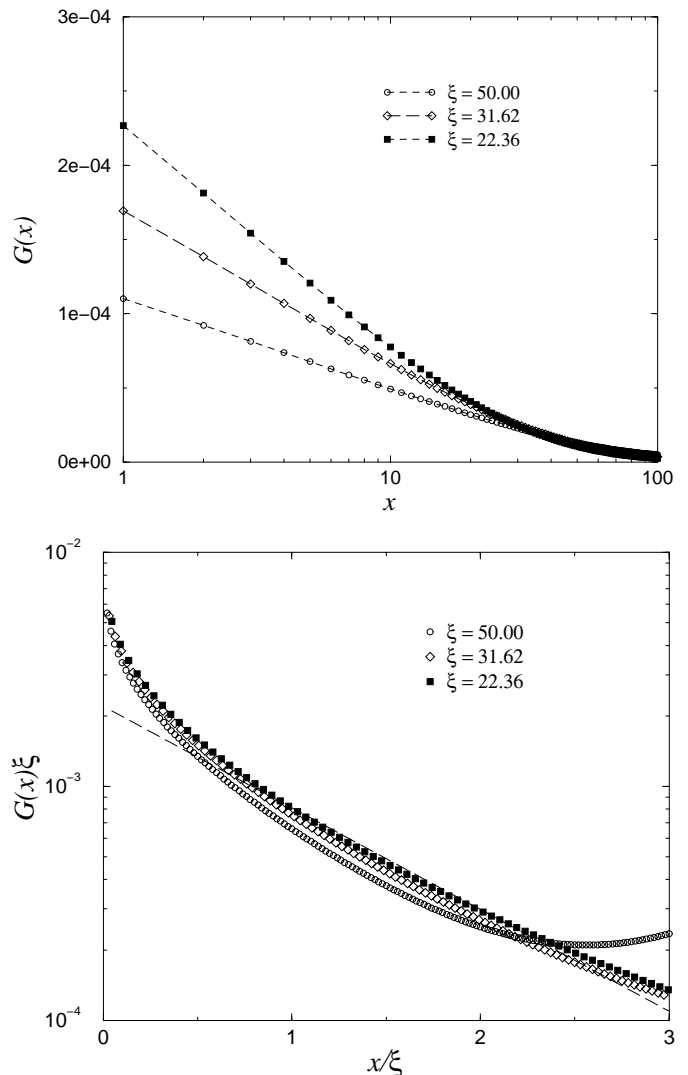 3e−04
2e−04
1e−04
0e+00
G(x)
ξ = 50.00
ξ = 31.62
ξ = 22.36
1
10
100
x
10⁻²
10⁻³
10⁻⁴
G(x)ξ
ξ = 50.00
ξ = 31.62
ξ = 22.36
0
1
2
3
x/ξ